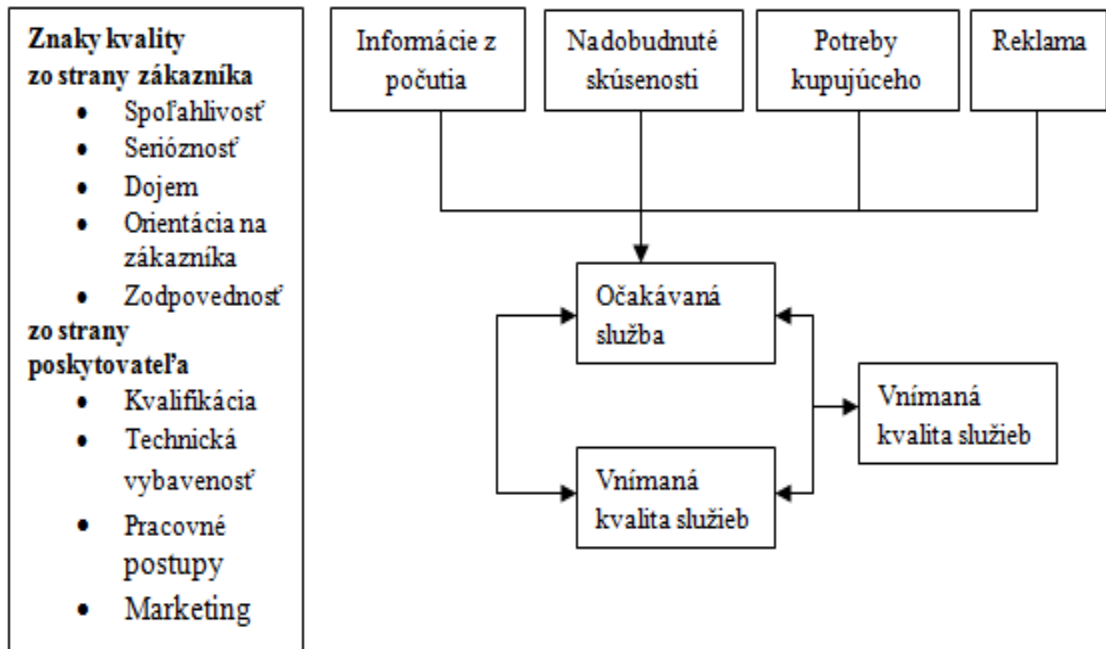 Znaky kvality
zo strany zákazníka
• Spoľahlivosť
• Serióznosť
• Dojem
• Orientácia na
zákazníka
• Zodpovednosť
zo strany
poskytovateľa
• Kvalifikácia
• Technická
vybavenosť
• Pracovné
postupy
• Marketing
Informácie z
počutia
Nadobudnuté
skúsenosti
Potreby
kupujúceho
Reklama
Očakávaná
služba
Vnímaná
kvalita služieb
Vnímaná
kvalita služieb